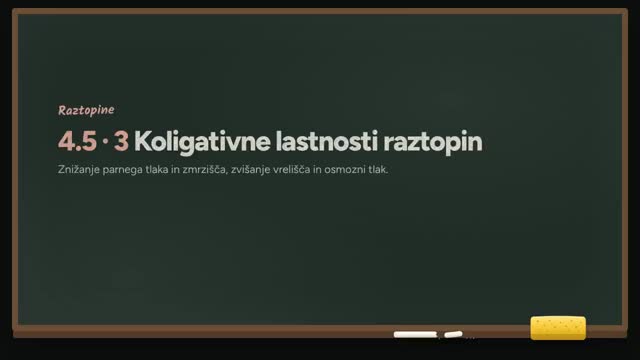 Raztopine
4.5 · 3 Koligativne lastnosti raztopin
Znižanje parnega tlaka in zmrzišča, zvišanje vrelišča in osmozni tlak.